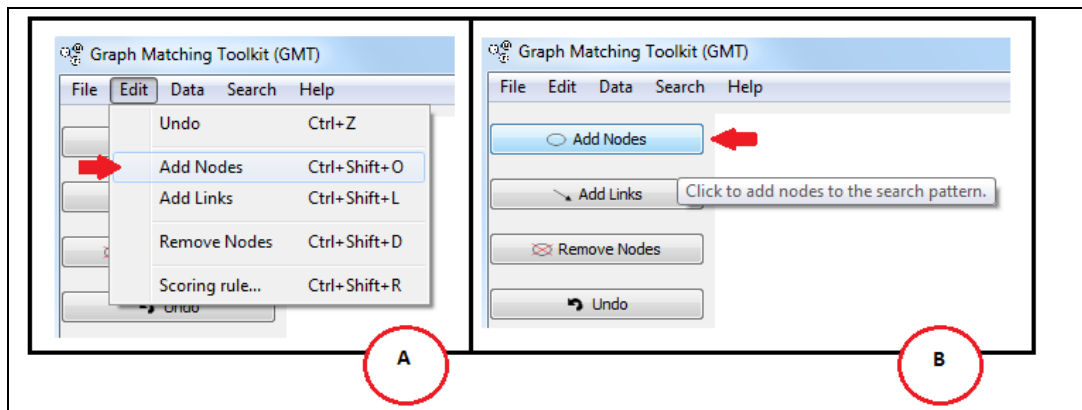 Graph Matching Toolkit (GMT)
File Edit Data Search Help
Undo Ctrl+Z
Add Nodes Ctrl+Shift+O
Add Links Ctrl+Shift+L
Remove Nodes Ctrl+Shift+D
Scoring rule... Ctrl+Shift+R
Undo
A
Graph Matching Toolkit (GMT)
File Edit Data Search Help
Add Nodes
Add Links
Click to add nodes to the search pattern.
Remove Nodes
Undo
B